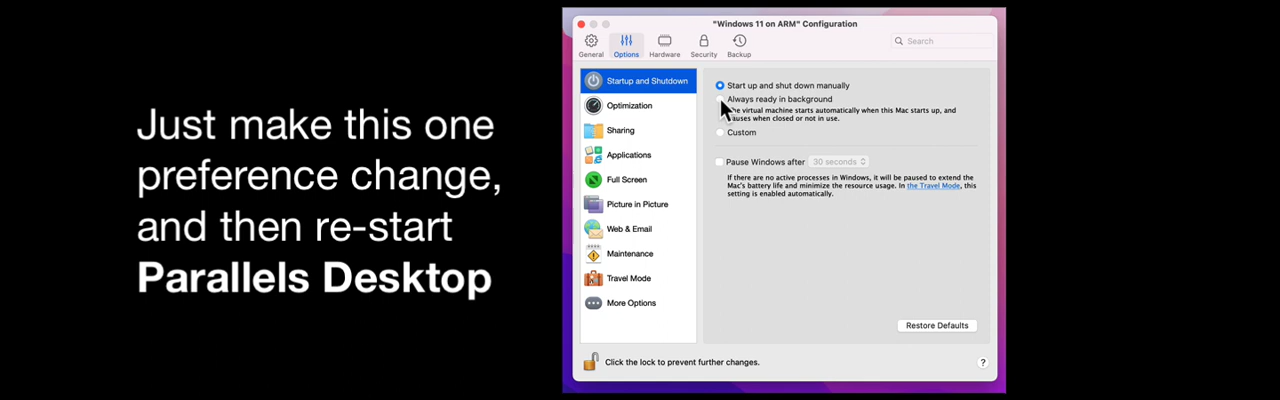 Just make this one
preference change,
and then re-start
Parallels Desktop
"Windows 11 on ARM" Configuration
General
Options
Hardware
Security
Backup
Search
Startup and Shutdown
Optimization
Sharing
Applications
Full Screen
Picture in Picture
Web & Email
Maintenance
Travel Mode
More Options
Start up and shut down manually
Always ready in background
virtual machine starts automatically when this Mac starts up, and
when closed or not in use.
Custom
Pause Windows after 30 seconds
If there are no active processes in Windows, it will be paused to extend the
Mac's battery life and minimize the resource usage. In the Travel Mode, this
setting is enabled automatically.
Restore Defaults
Click the lock to prevent further changes.
?